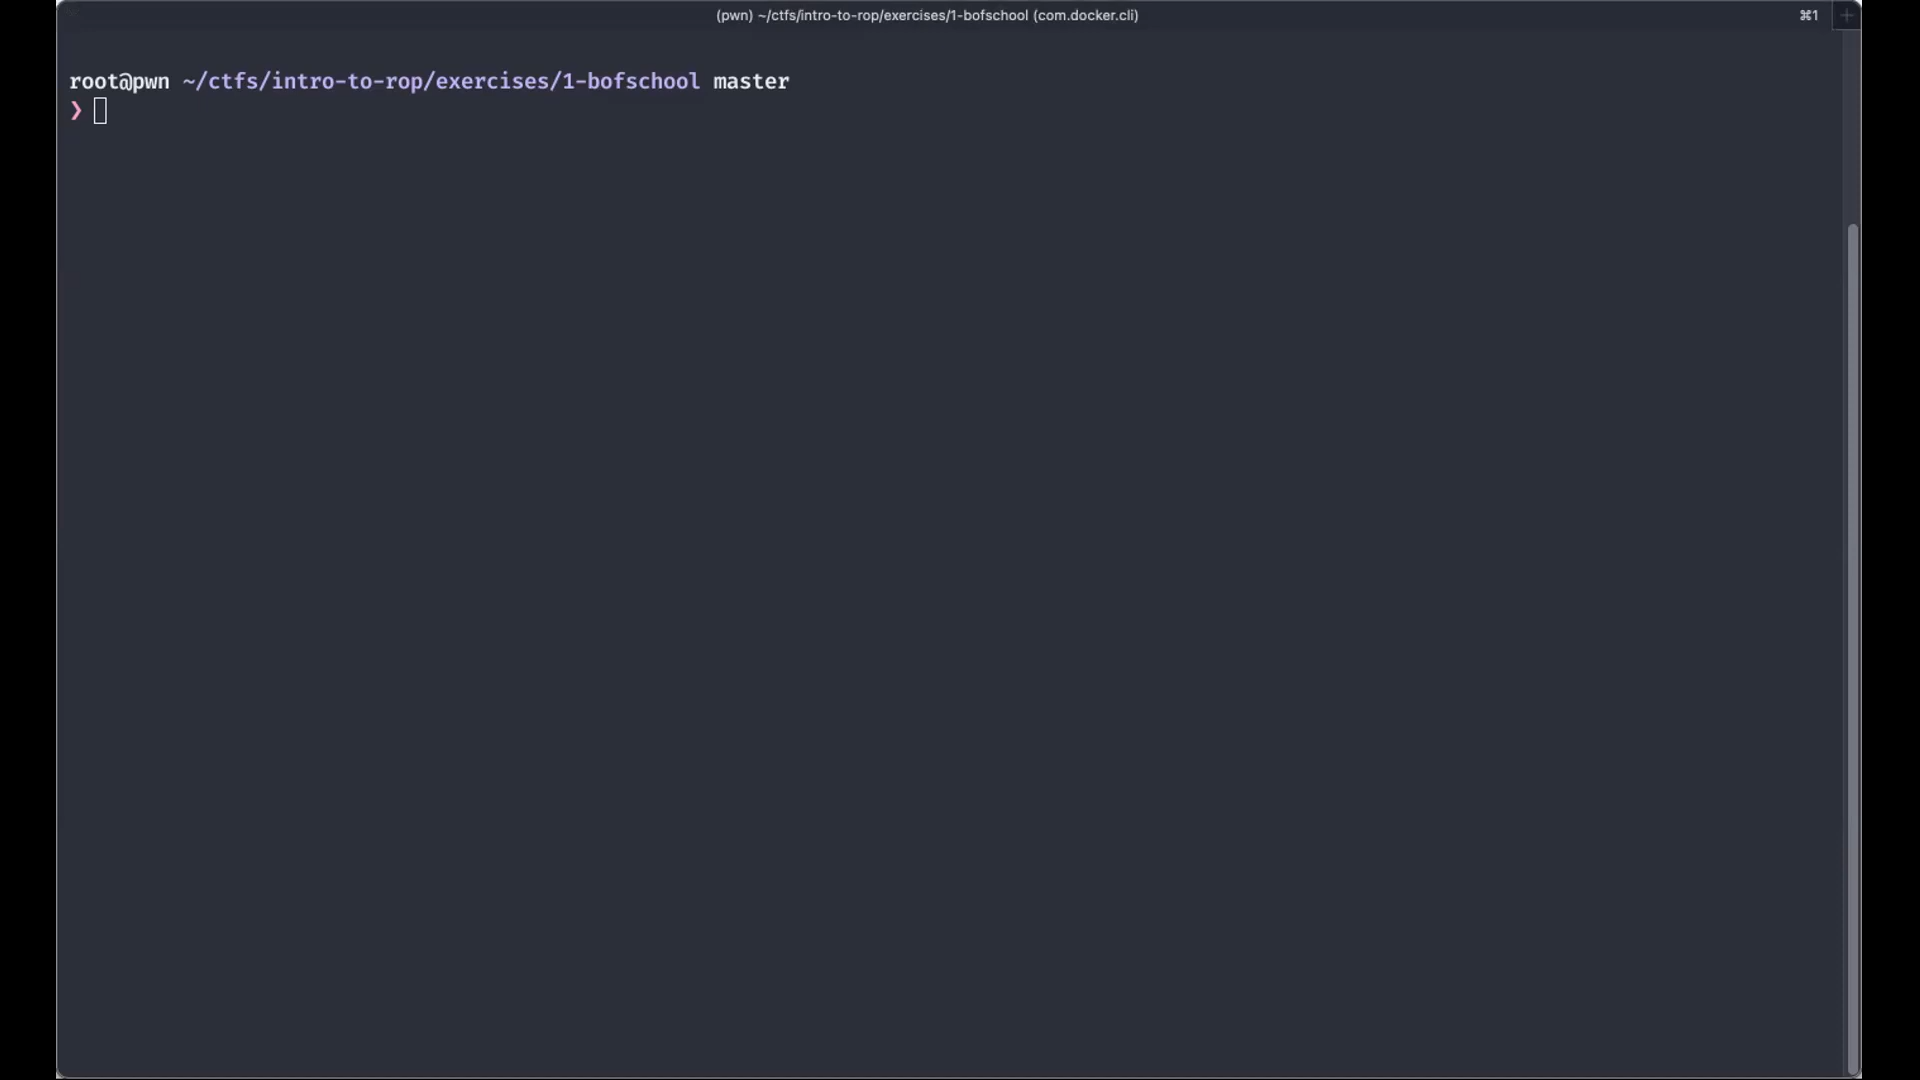 (pwn) ~/ctfs/intro-to-rop/exercises/1-bofschool (com.docker.cli)
⌘1
+
root@pwn ~/ctfs/intro-to-rop/exercises/1-bofschool master
❯